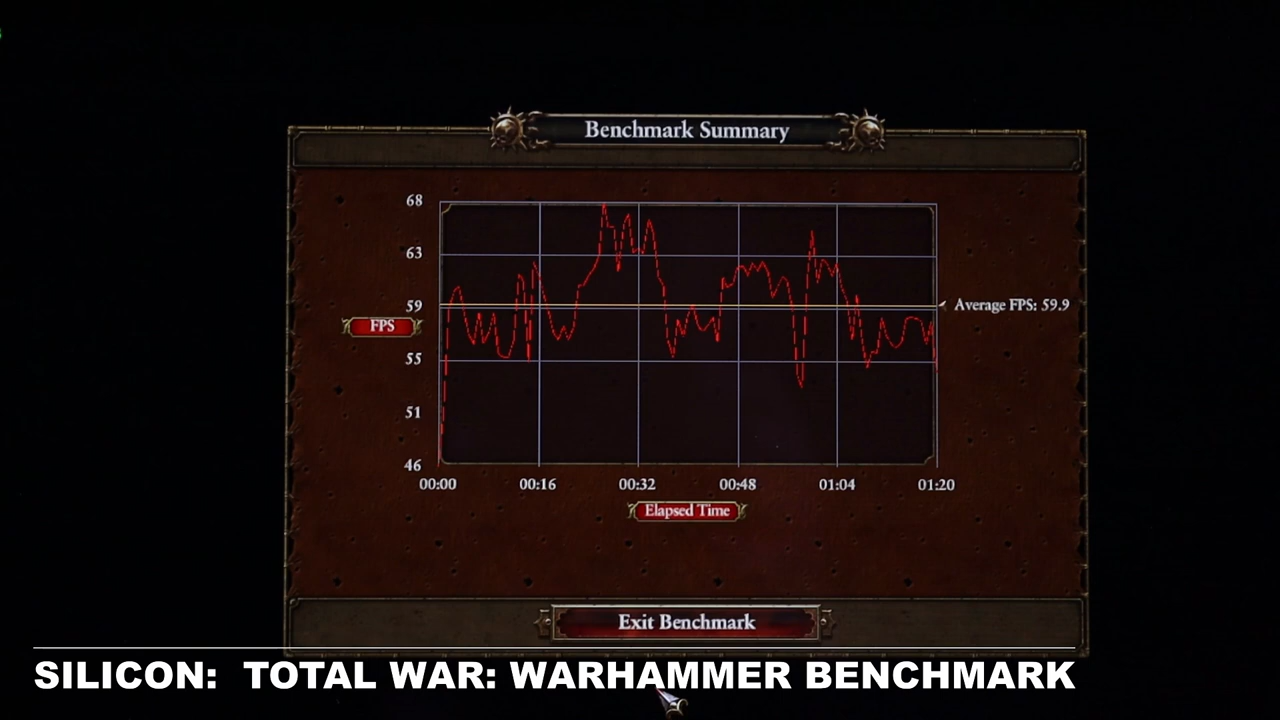 Benchmark Summary
68
63
59
Average FPS: 59.9
FPS
55
51
46
00:00 00:16 00:32 00:48 01:04 01:20
Elapsed Time
Exit Benchmark
SILICON: TOTAL WAR: WARHAMMER BENCHMARK